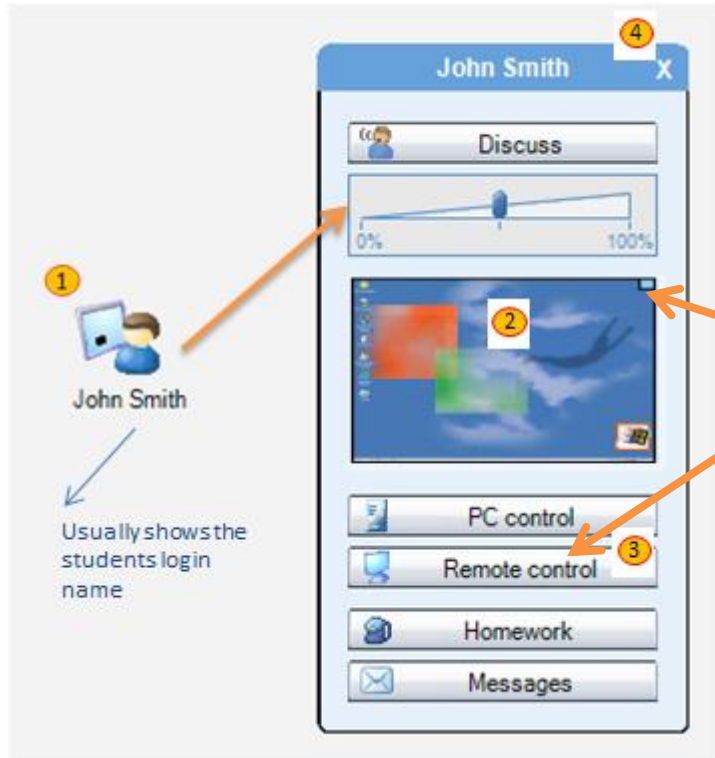 4
John Smith
X
Discuss
0%
100%
1
2
John Smith
Usually shows the
students login
name
PC control
Remote control
3
Homework
Messages